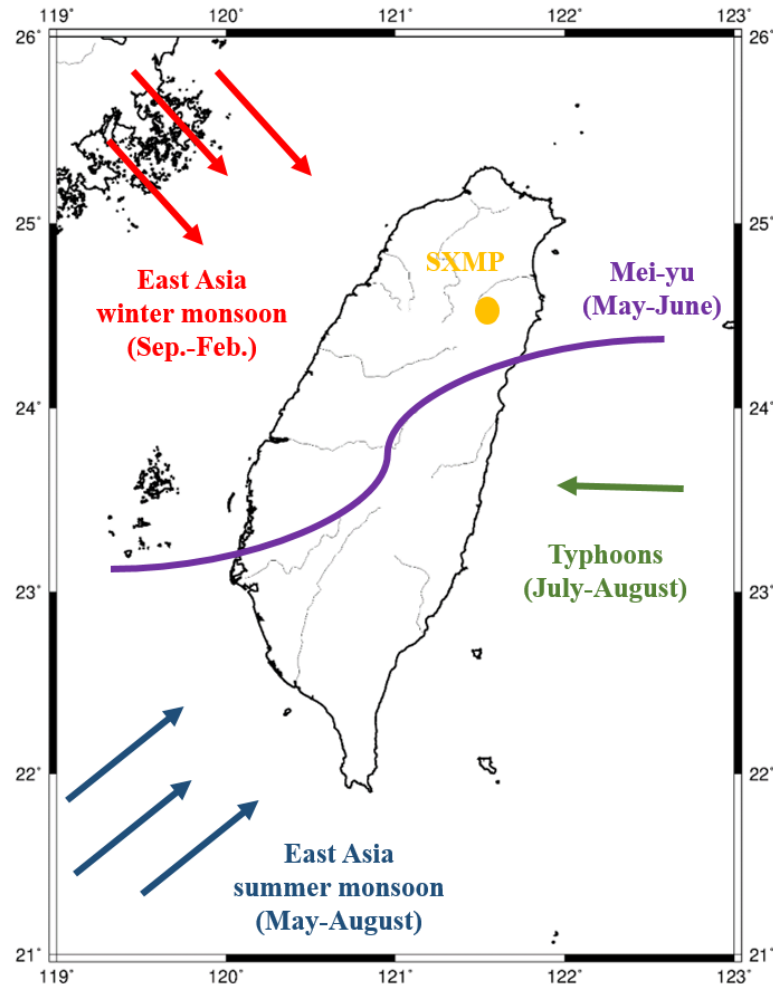 119° 120° 121° 122° 123°
26° 26°
25° 25°
SXMP
Mei-yu
(May-June)
East Asia
winter monsoon
(Sep.-Feb.)
24° 24°
Typhoons
(July-August)
23° 23°
22° 22°
East Asia
summer monsoon
(May-August)
21° 21°
119° 120° 121° 122° 123°